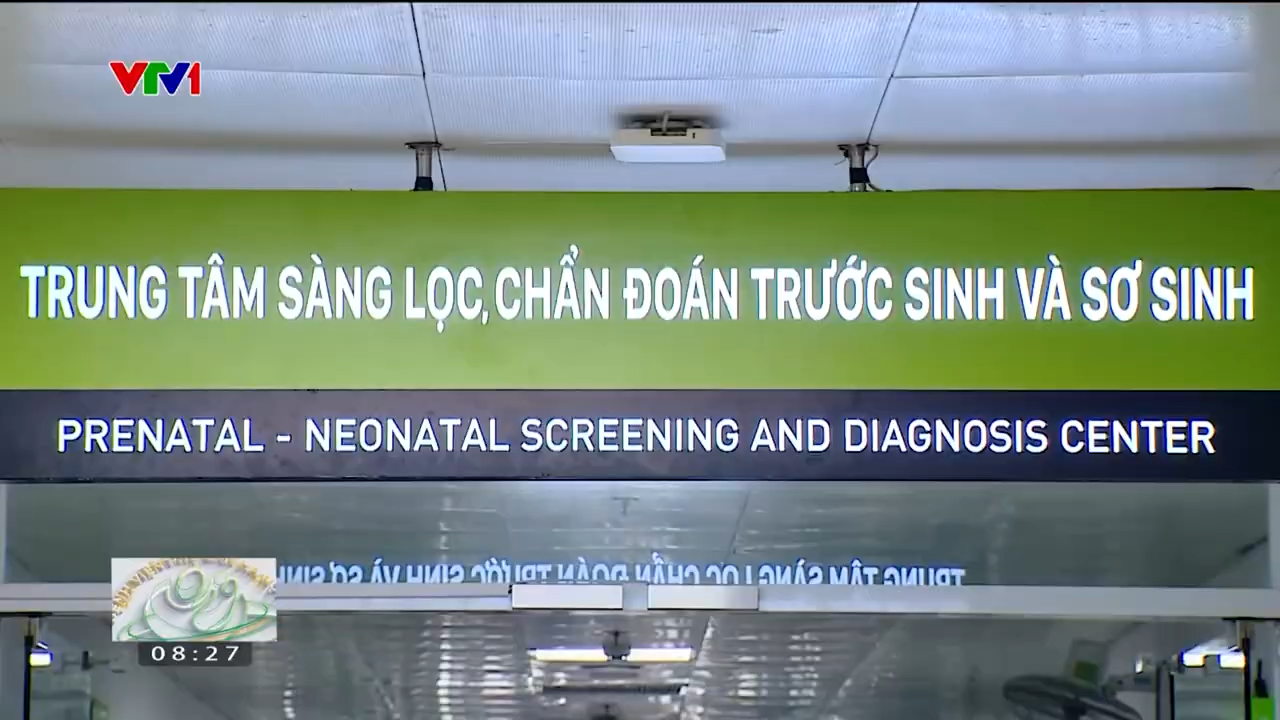 VTV1
TRUNG TÂM SÀNG LỌC, CHẨN ĐOÁN TRƯỚC SINH VÀ SƠ SINH
PRENATAL - NEONATAL SCREENING AND DIAGNOSIS CENTER
08:27